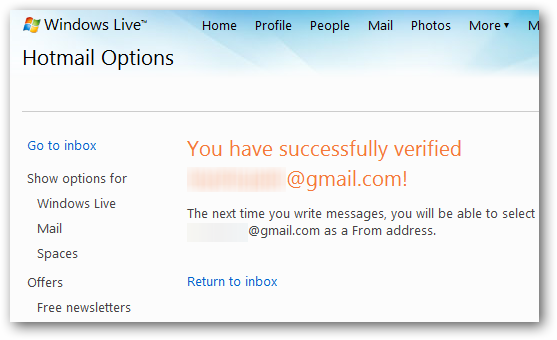 Windows Live™ Home Profile People Mail Photos More ▾ M
Hotmail Options
Go to inbox
Show options for
Windows Live
Mail
Spaces
Offers
Free newsletters
You have successfully verified
@gmail.com!
The next time you write messages, you will be able to select
@gmail.com as a From address.
Return to inbox